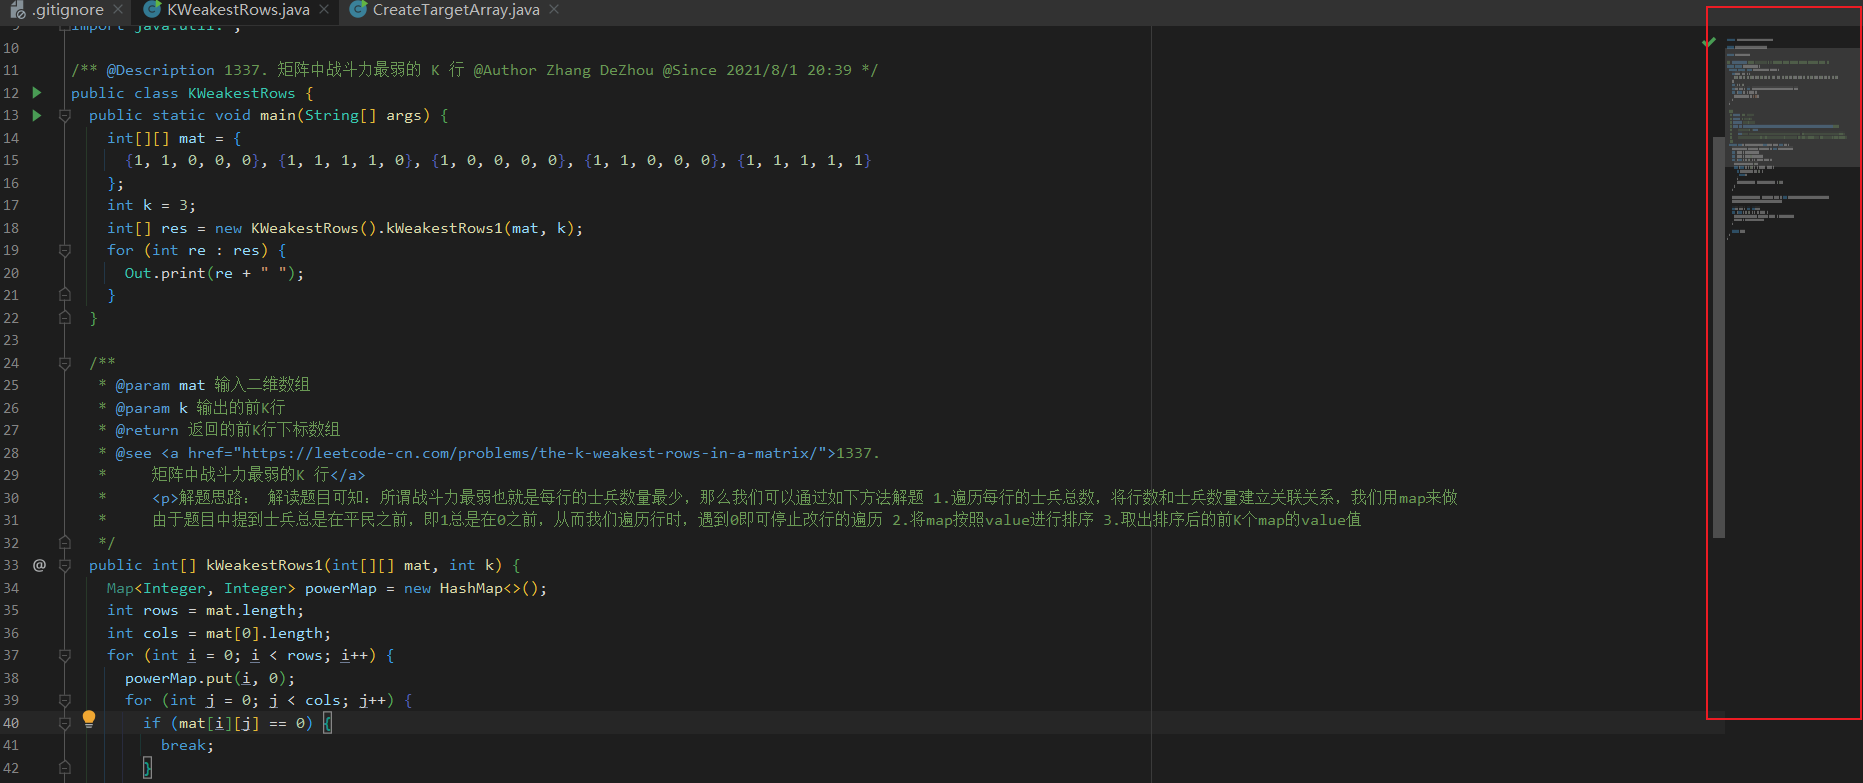 .gitignore KWeakestRows.java CreateTargetArray.java
9 import java.util.*;
10
11 /** @Description 1337. 矩阵中战斗力最弱的 K 行 @Author Zhang DeZhou @Since 2021/8/1 20:39 */
12 public class KWeakestRows {
13 public static void main(String[] args) {
14 int[][] mat = {
15 {1, 1, 0, 0, 0}, {1, 1, 1, 1, 0}, {1, 0, 0, 0, 0}, {1, 1, 0, 0, 0}, {1, 1, 1, 1, 1}
16 };
17 int k = 3;
18 int[] res = new KWeakestRows().kWeakestRows1(mat, k);
19 for (int re : res) {
20 Out.print(re + " ");
21 }
22 }
23
24 /**
25 * @param mat 输入二维数组
26 * @param k 输出的前K行
27 * @return 返回的前K行下标数组
28 * @see <a href="https://leetcode-cn.com/problems/the-k-weakest-rows-in-a-matrix/">1337.
29 * 矩阵中战斗力最弱的K 行</a>
30 * <p>解题思路： 解读题目可知：所谓战斗力最弱也就是每行的士兵数量最少，那么我们可以通过如下方法解题 1.遍历每行的士兵总数，将行数和士兵数量建立关联关系，我们用map来做
31 * 由于题目中提到士兵总是在平民之前，即1总是在0之前，从而我们遍历行时，遇到0即可停止改行的遍历 2.将map按照value进行排序 3.取出排序后的前K个map的value值
32 */
33 @ public int[] kWeakestRows1(int[][] mat, int k) {
34 Map<Integer, Integer> powerMap = new HashMap<>();
35 int rows = mat.length;
36 int cols = mat[0].length;
37 for (int i = 0; i < rows; i++) {
38 powerMap.put(i, 0);
39 for (int j = 0; j < cols; j++) {
40 if (mat[i][j] == 0) {
41 break;
42 }